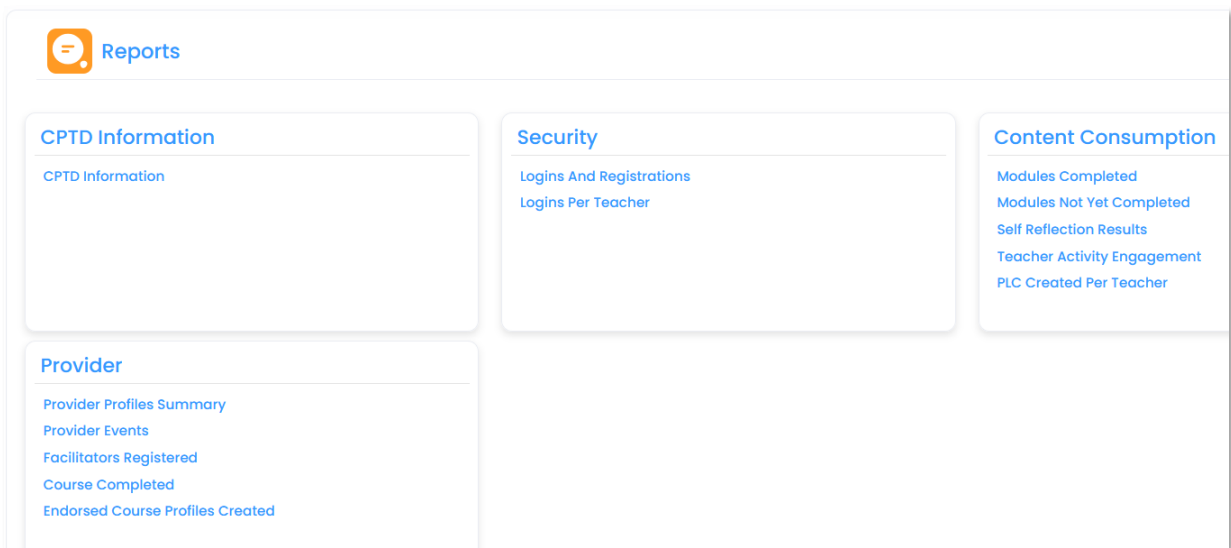 Reports
CPTD Information
CPTD Information
Security
Logins And Registrations
Logins Per Teacher
Content Consumption
Modules Completed
Modules Not Yet Completed
Self Reflection Results
Teacher Activity Engagement
PLC Created Per Teacher
Provider
Provider Profiles Summary
Provider Events
Facilitators Registered
Course Completed
Endorsed Course Profiles Created